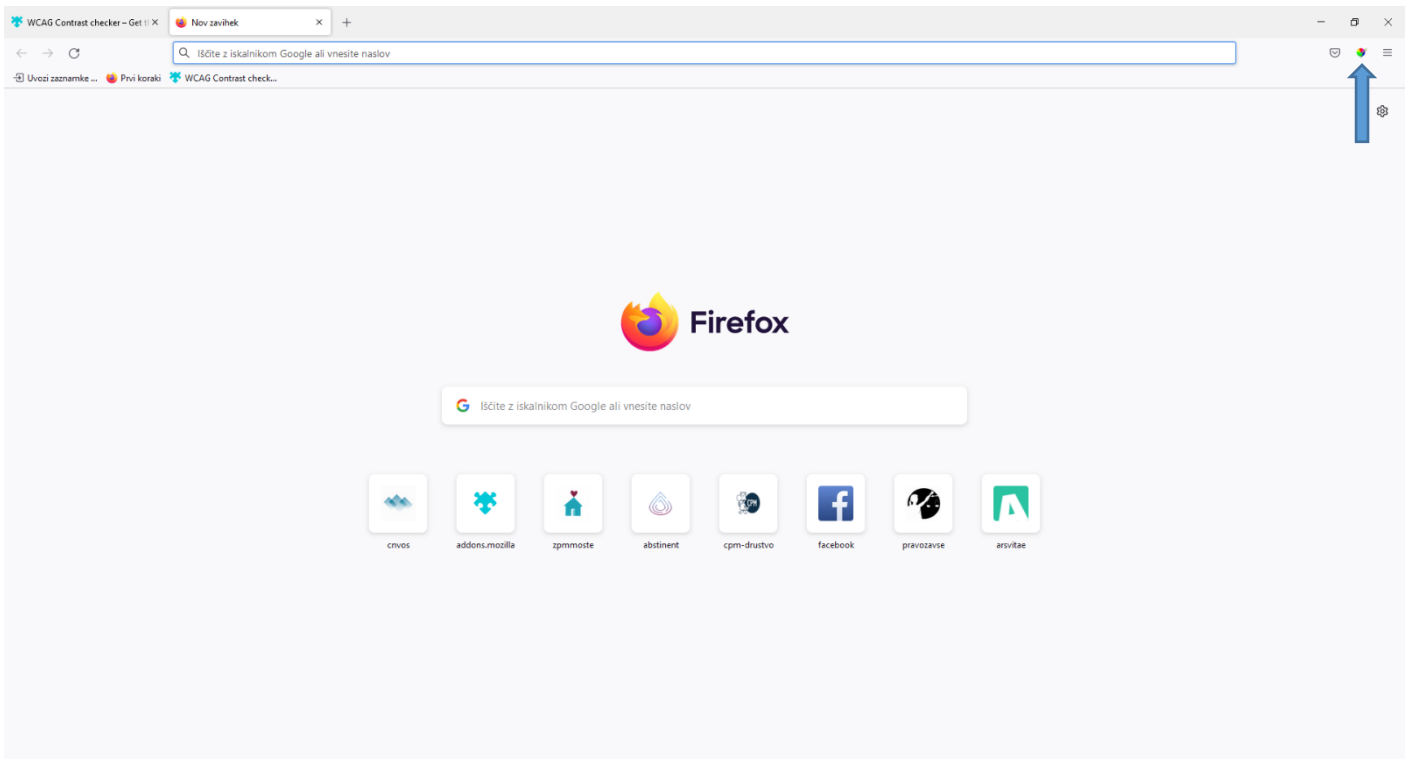 WCAG Contrast checker – Get t
Nov zavihek
Iščite z iskalnikom Google ali vnesite naslov
Uvozi zaznamke ...
Prvi koraki
WCAG Contrast check...
Firefox
Iščite z iskalnikom Google ali vnesite naslov
cnvos
addons.mozilla
zpmmoste
abstinent
cpm-drustvo
facebook
pravozavse
arsvitae